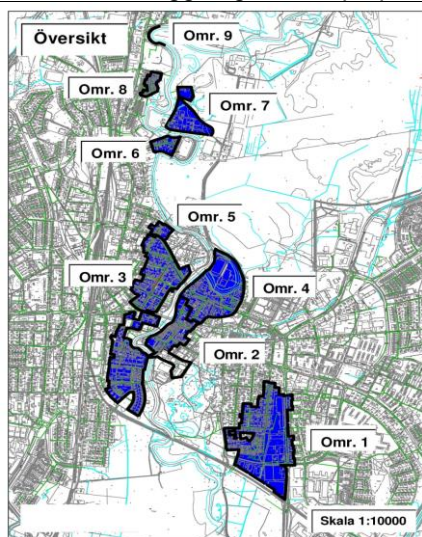 Översikt
Omr. 9
Omr. 8
Omr. 7
Omr. 6
Omr. 5
Omr. 3
Omr. 4
Omr. 2
Omr. 1
Skala 1:10000